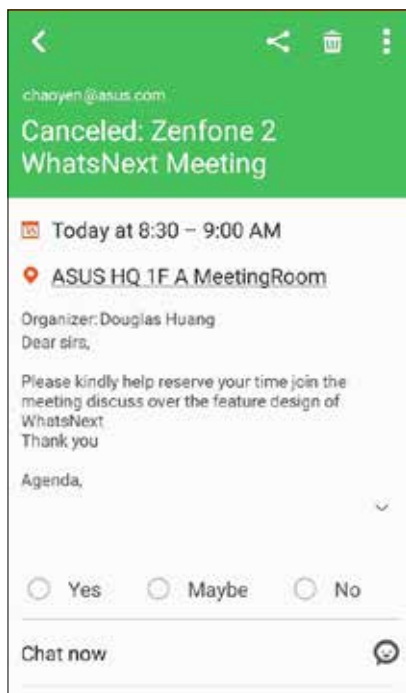 chaoyen@asus.com
Canceled: Zenfone 2
WhatsNext Meeting
Today at 8:30 – 9:00 AM
ASUS HQ 1F A MeetingRoom
Organizer: Douglas Huang
Dear sirs,
Please kindly help reserve your time join the
meeting discuss over the feature design of
WhatsNext
Thank you
Agenda,
Yes Maybe No
Chat now